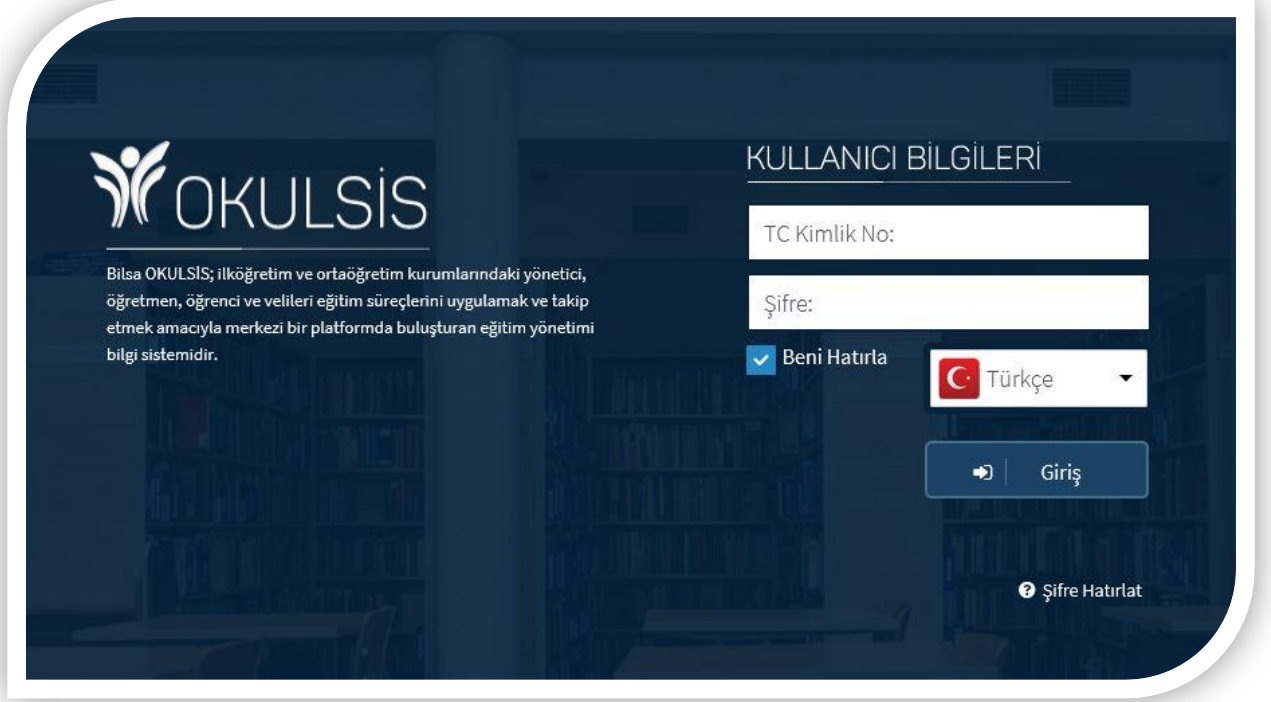 OKULSİS
Bilsa OKULSİS; ilköğretim ve ortaöğretim kurumlarındaki yönetici,
öğretmen, öğrenci ve velileri eğitim süreçlerini uygulamak ve takip
etmek amacıyla merkezi bir platformda buluşturan eğitim yönetimi
bilgi sistemidir.
KULLANICI BİLGİLERİ
TC Kimlik No:
Şifre:
Beni Hatırla
Türkçe
Giriş
Şifre Hatırlat